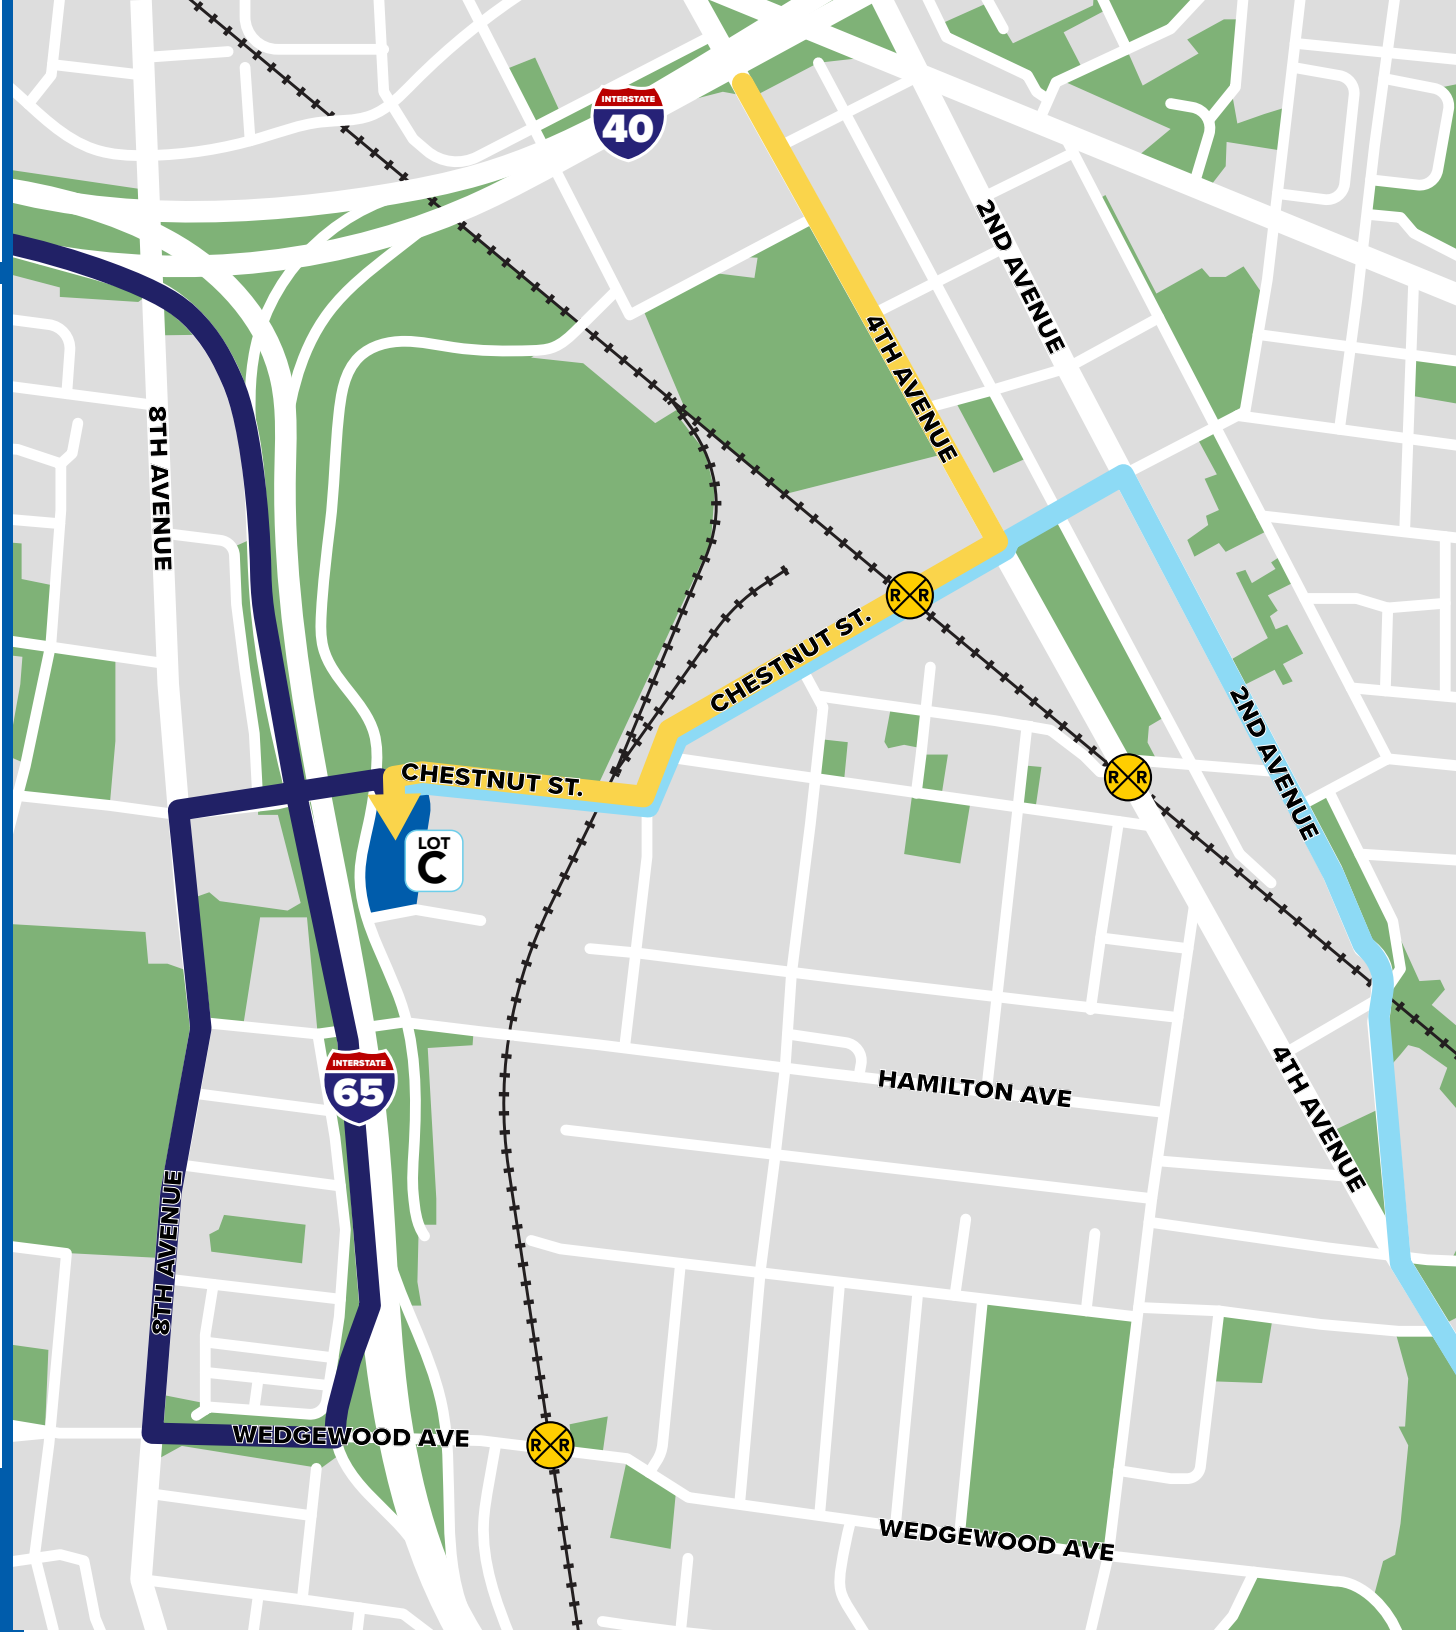 INTERSTATE
40
2ND AVENUE
4TH AVENUE
8TH AVENUE
R R
CHESTNUT ST.
2ND AVENUE
R R
CHESTNUT ST.
LOT
C
INTERSTATE
65
HAMILTON AVE
4TH AVENUE
8TH AVENUE
WEDGEWOOD AVE
R R
WEDGEWOOD AVE